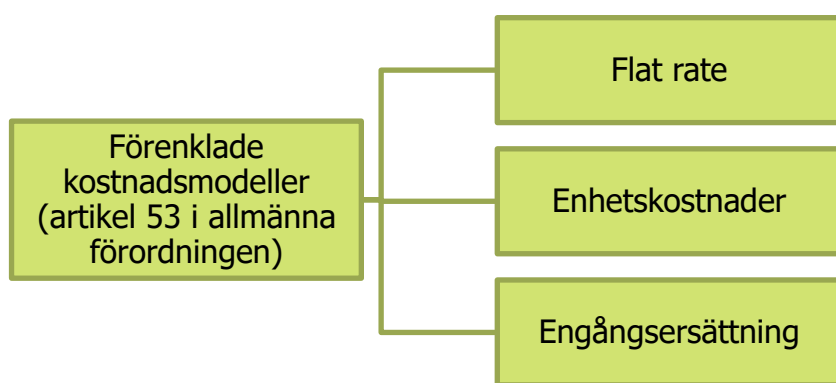 Förenklade
kostnadsmodeller
(artikel 53 i allmänna
förordningen)
Flat rate
Enhetskostnader
Engångsersättning